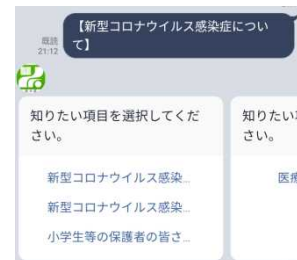 【新型コロナウイルス感染症につい
て】
既読
21:12
知りたい項目を選択してくだ
さい。
新型コロナウイルス感染...
新型コロナウイルス感染...
小学生等の保護者の皆さ...
知りたい
さい。
医療